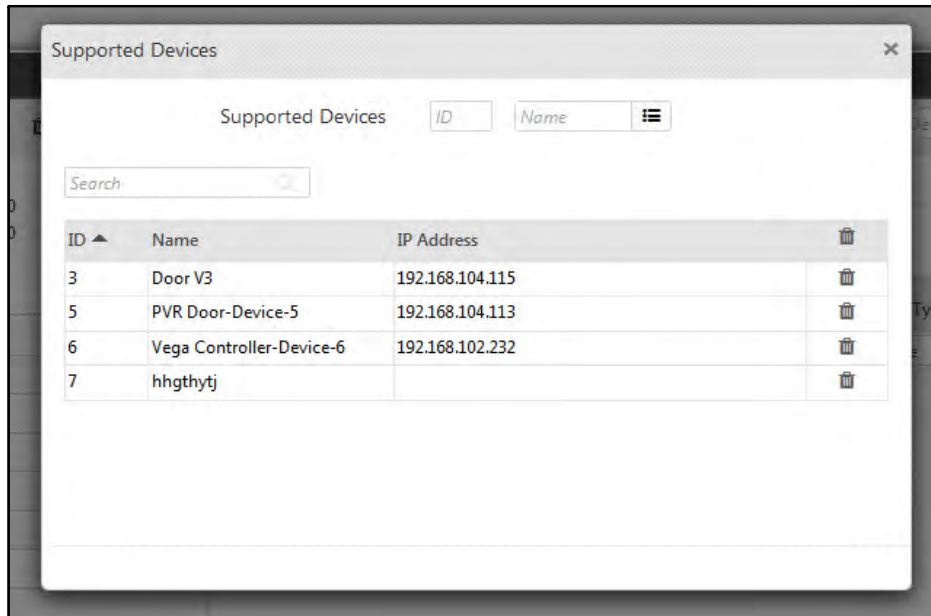 Supported Devices
Supported Devices ID Name
Search
ID Name IP Address
3 Door V3 192.168.104.115
5 PVR Door-Device-5 192.168.104.113
6 Vega Controller-Device-6 192.168.102.232
7 hhgthytj